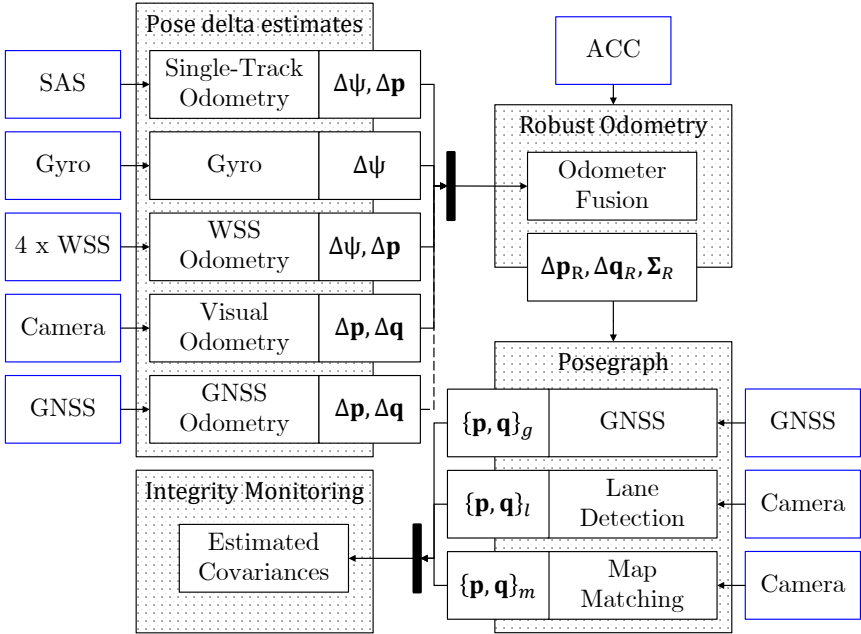 Pose delta estimates
SAS
Single-Track
Odometry
Δψ, Δ𝐩
Gyro
Gyro
Δψ
4 x WSS
WSS
Odometry
Δψ, Δ𝐩
Camera
Visual
Odometry
Δ𝐩, Δ𝐪
GNSS
GNSS
Odometry
Δ𝐩, Δ𝐪
ACC
Robust Odometry
Odometer
Fusion
Δ𝐩_R, Δ𝐪_R, 𝚺_R
Posegraph
{𝐩, 𝐪}_g
GNSS
GNSS
{𝐩, 𝐪}_l
Lane
Detection
Camera
{𝐩, 𝐪}_m
Map
Matching
Camera
Integrity Monitoring
Estimated
Covariances